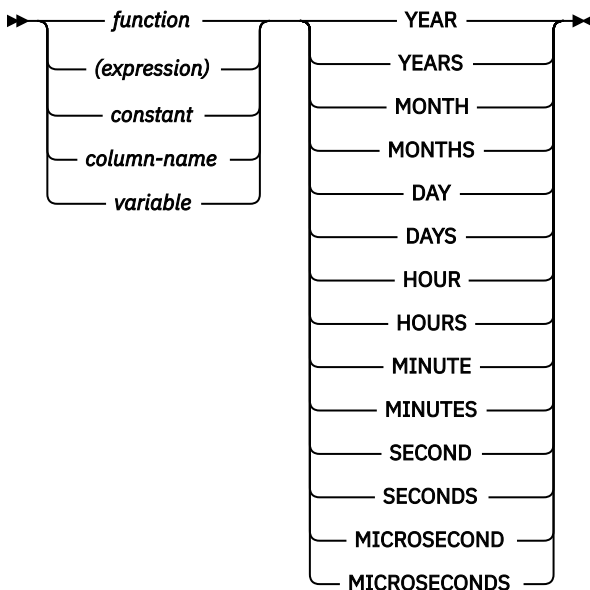 function
(expression)
constant
column-name
variable
YEAR
YEARS
MONTH
MONTHS
DAY
DAYS
HOUR
HOURS
MINUTE
MINUTES
SECOND
SECONDS
MICROSECOND
MICROSECONDS